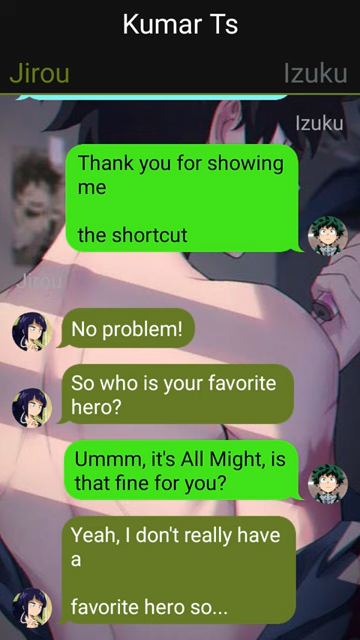 Kumar Ts
Jirou
Izuku
Izuku
Thank you for showing
me
the shortcut
Jirou
No problem!
So who is your favorite
hero?
Ummm, it's All Might, is
that fine for you?
Yeah, I don't really have
a
favorite hero so...